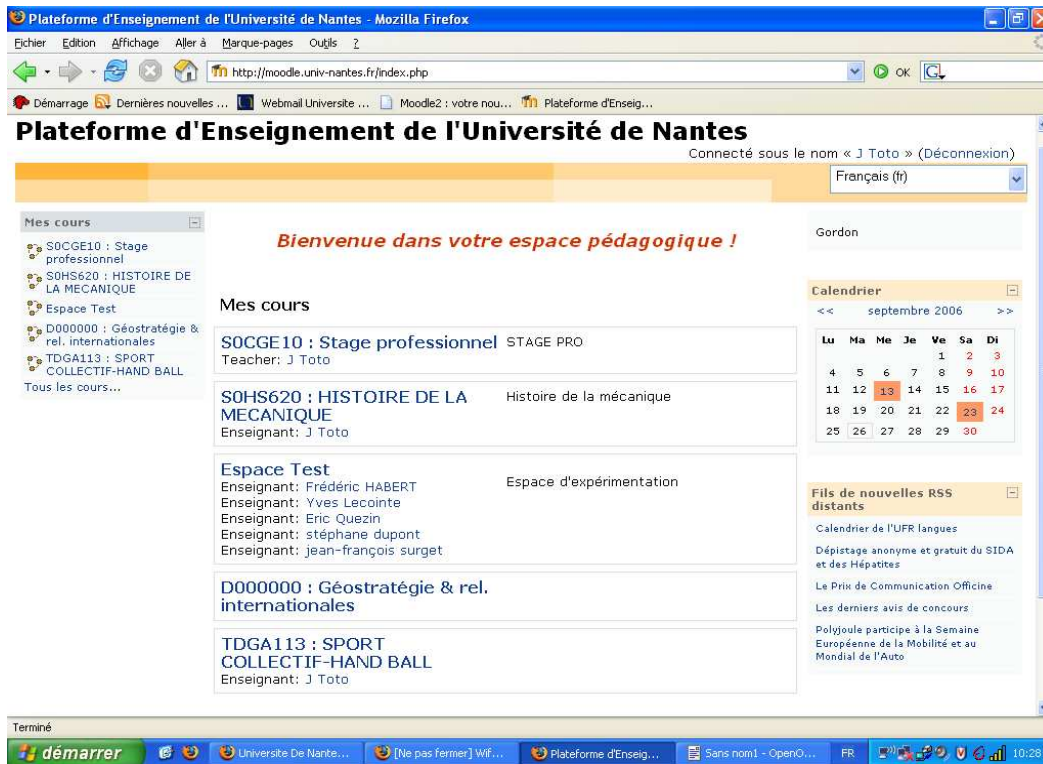 Plateforme d'Enseignement de l'Université de Nantes - Mozilla Firefox
Fichier Edition Affichage Aller à Marque-pages Outils ?
http://moodle.univ-nantes.fr/index.php
OK
Démarrage Dernières nouvelles ... Webmail Universite ... Moodle2 : votre nou... Plateforme d'Enseig...
Plateforme d'Enseignement de l'Université de Nantes
Connecté sous le nom « J Toto » (Déconnexion)
Français (fr)
Mes cours
S0CGE10 : Stage
professionnel
S0HS620 : HISTOIRE DE
LA MECANIQUE
Espace Test
D000000 : Géostratégie &
rel. internationales
TDGA113 : SPORT
COLLECTIF-HAND BALL
Tous les cours...
Bienvenue dans votre espace pédagogique !
Mes cours
S0CGE10 : Stage professionnel STAGE PRO
Teacher: J Toto
S0HS620 : HISTOIRE DE LA Histoire de la mécanique
MECANIQUE
Enseignant: J Toto
Espace Test
Enseignant: Frédéric HABERT Espace d'expérimentation
Enseignant: Yves Lecointe
Enseignant: Eric Quezin
Enseignant: stéphane dupont
Enseignant: jean-françois surget
D000000 : Géostratégie & rel.
internationales
TDGA113 : SPORT
COLLECTIF-HAND BALL
Enseignant: J Toto
Gordon
Calendrier
<< septembre 2006 >>
Lu Ma Me Je Ve Sa Di
1 2 3
4 5 6 7 8 9 10
11 12 13 14 15 16 17
18 19 20 21 22 23 24
25 26 27 28 29 30
Fils de nouvelles RSS
distants
Calendrier de l'UFR langues
Dépistage anonyme et gratuit du SIDA
et des Hépatites
Le Prix de Communication Officine
Les derniers avis de concours
Polyjoule participe à la Semaine
Européenne de la Mobilité et au
Mondial de l'Auto
Terminé
démarrer Universite De Nante... [Ne pas fermer] Wif... Plateforme d'Enseig... Sans nom1 - OpenO... FR 10:28